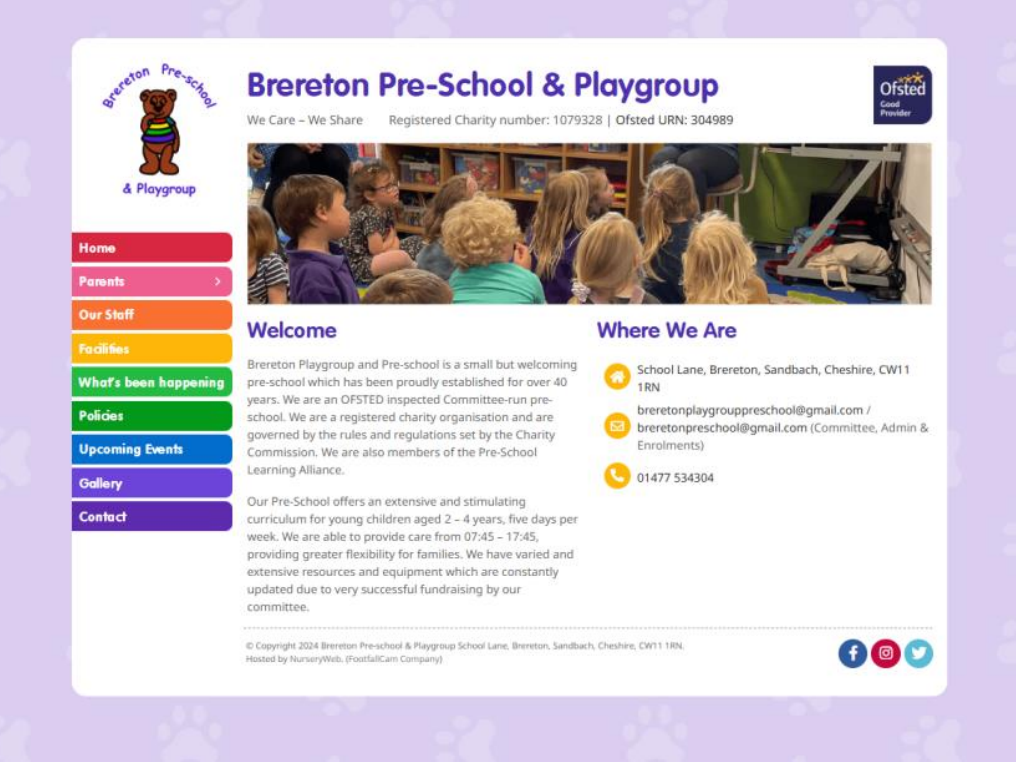 Brereton Pre-school
& Playgroup
Brereton Pre-School & Playgroup
We Care – We Share Registered Charity number: 1079328 | Ofsted URN: 304989
Ofsted
Good
Provider
Home
Parents
Our Staff
Facilities
What's been happening
Policies
Upcoming Events
Gallery
Contact
Welcome
Brereton Playgroup and Pre-school is a small but welcoming
pre-school which has been proudly established for over 40
years. We are an OFSTED inspected Committee-run pre-
school. We are a registered charity organisation and are
governed by the rules and regulations set by the Charity
Commission. We are also members of the Pre-School
Learning Alliance.
Our Pre-School offers an extensive and stimulating
curriculum for young children aged 2 – 4 years, five days per
week. We are able to provide care from 07:45 – 17:45,
providing greater flexibility for families. We have varied and
extensive resources and equipment which are constantly
updated due to very successful fundraising by our
committee.
Where We Are
School Lane, Brereton, Sandbach, Cheshire, CW11
1RN
breretonplaygrouppreschool@gmail.com /
breretonpreschool@gmail.com (Committee, Admin &
Enrolments)
01477 534304
© Copyright 2024 Brereton Pre-school & Playgroup School Lane, Brereton, Sandbach, Cheshire, CW11 1RN.
Hosted by NurseryWeb. (FootfallCam Company)